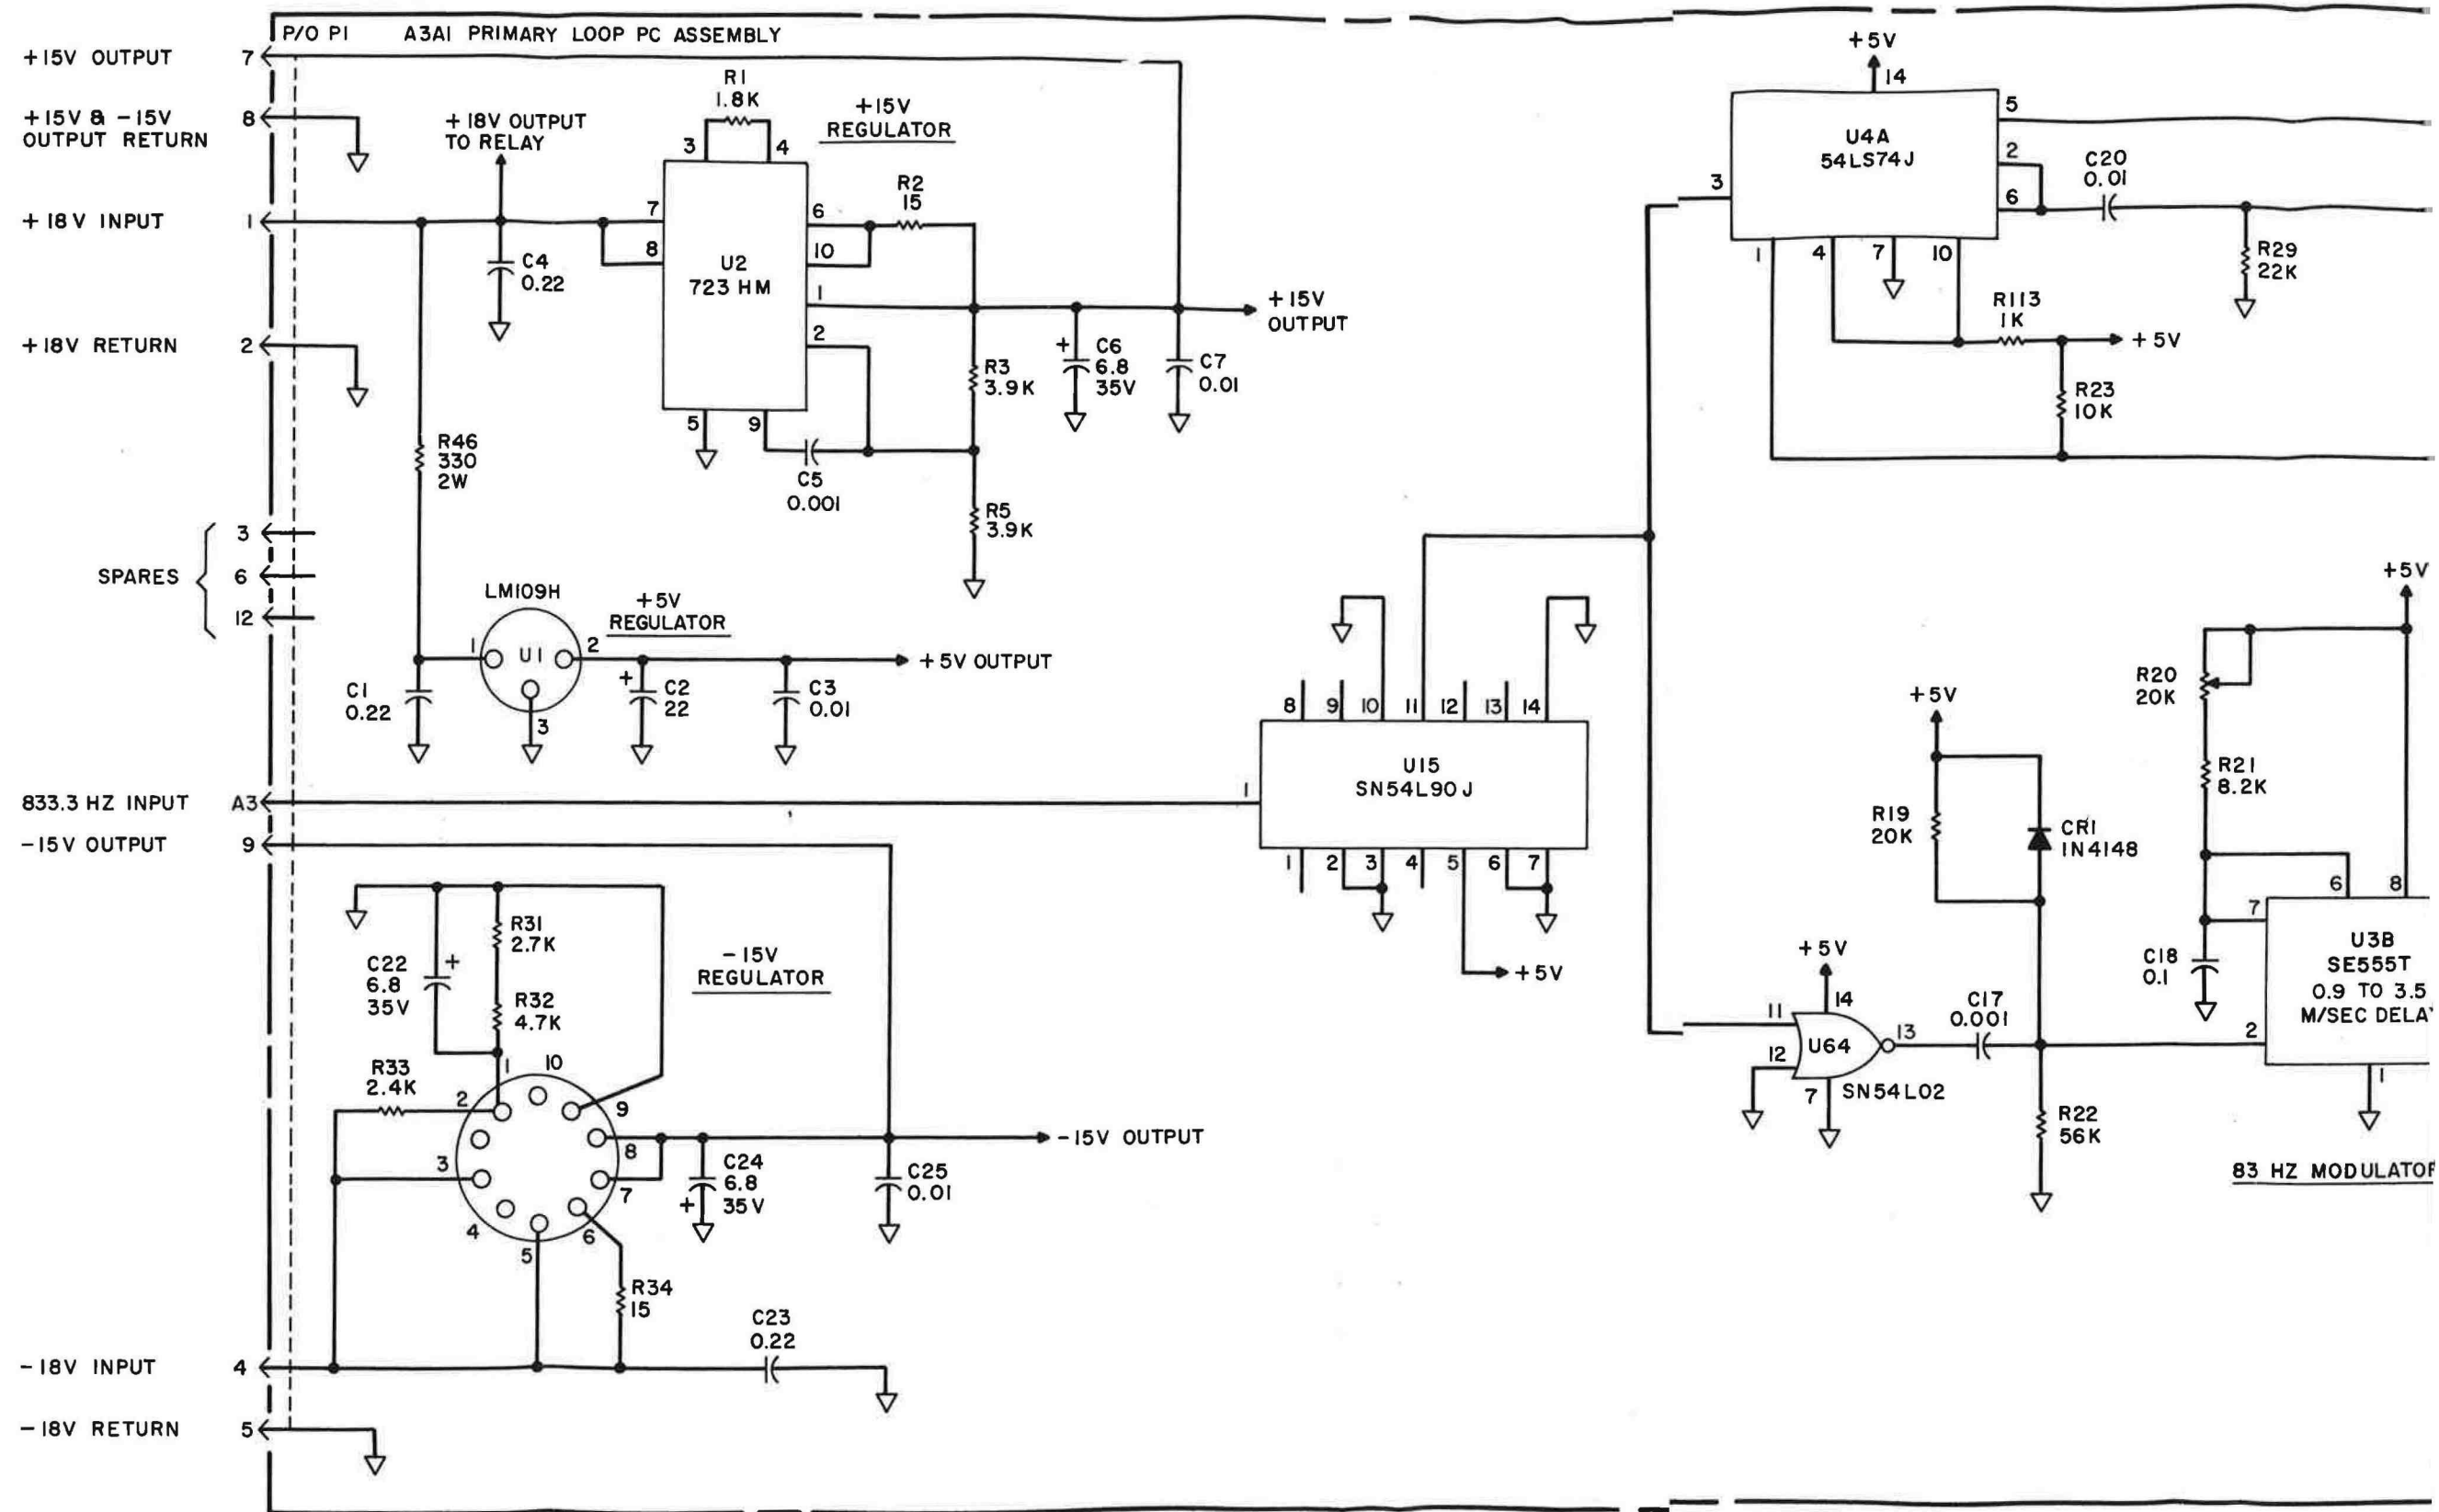 P/O P1 A3A1 PRIMARY LOOP PC ASSEMBLY
+15V OUTPUT 7
+15V & -15V
OUTPUT RETURN 8
+18V INPUT 1
+18V RETURN 2
SPARES
3
6
12
833.3 HZ INPUT A3
-15V OUTPUT 9
-18V INPUT 4
-18V RETURN 5
+18V OUTPUT
TO RELAY
C4
0.22
R1
1.8K
+15V
REGULATOR
3 4
7
8
U2
723 HM
6
10
1
2
5 9
R2
15
C5
0.001
R3
3.9K
R5
3.9K
+ C6
6.8
35V
C7
0.01
+15V
OUTPUT
R46
330
2W
LM109H
+5V
REGULATOR
1 U1 2
3
C1
0.22
+ C2
22
C3
0.01
+5V OUTPUT
R31
2.7K
C22 +
6.8
35V
R32
4.7K
-15V
REGULATOR
R33
2.4K
1
10
2
9
8
3
7
4
6
5
C24
6.8
+ 35V
C25
0.01
-15V OUTPUT
R34
15
C23
0.22
8 9 10 11 12 13 14
U15
SN54L90J
1
1 2 3 4 5 6 7
+5V
+5V
14
U4A
54LS74J
3
5
2
6
1 4 7 10
C20
0.01
R29
22K
R113
1K
+5V
R23
10K
+5V
R19
20K
CR1
1N4148
+5V
14
11
12
U64
13
7
SN54L02
C17
0.001
R22
56K
+5V
R20
20K
R21
8.2K
6 8
7
C18
0.1
U3B
SE555T
0.9 TO 3.5
M/SEC
2
1
83 HZ